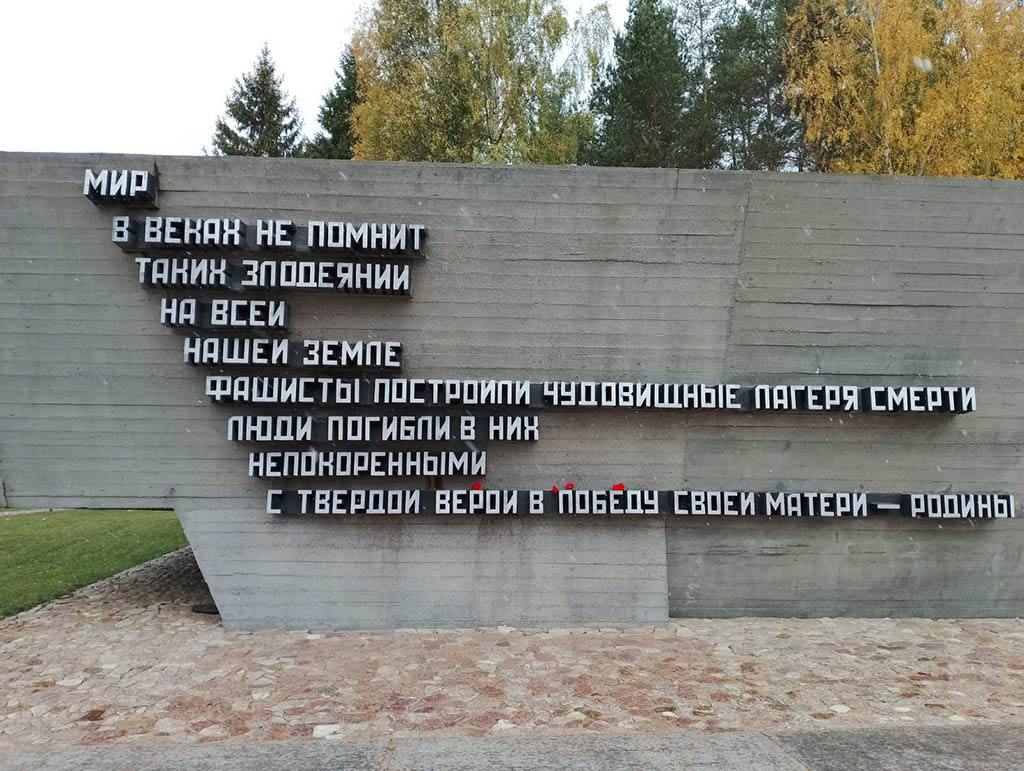 МИР
В ВЕКАХ НЕ ПОМНИТ
ТАКИХ ЗЛОДЕЯНИИ
НА ВСЕИ
НАШЕИ ЗЕМЛЕ
ФАШИСТЫ ПОСТРОИЛИ ЧУДОВИЩНЫЕ ЛАГЕРЯ СМЕРТИ
ЛЮДИ ПОГИБЛИ В НИХ
НЕПОКОРЕННЫМИ
С ТВЕРДОИ ВЕРОИ В ПОБЕДУ СВОЕИ МАТЕРИ — РОДИНЫ